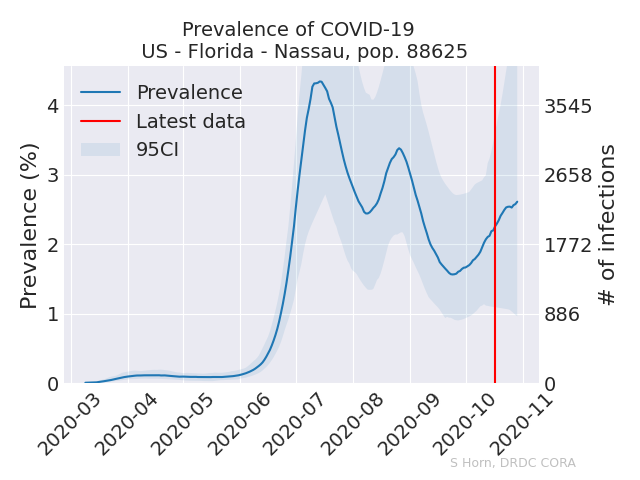 Prevalence of COVID-19
US - Florida - Nassau, pop. 88625
Prevalence
Latest data
95CI
Prevalence (%)
4
3
2
1
0
3545
2658
1772
886
0
# of infections
2020-03
2020-04
2020-05
2020-06
2020-07
2020-08
2020-09
2020-10
2020-11
S Horn, DRDC CORA